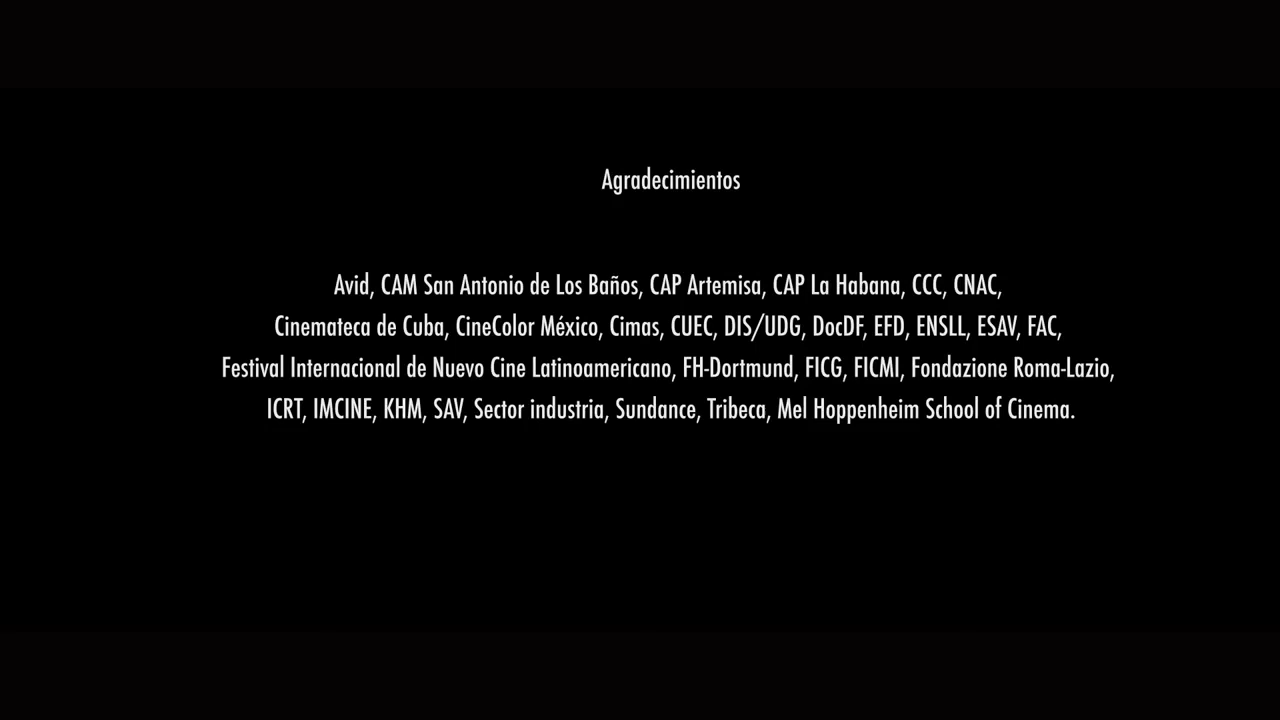 Agradecimientos
Avid, CAM San Antonio de Los Baños, CAP Artemisa, CAP La Habana, CCC, CNAC,
Cinemateca de Cuba, CineColor México, Cimas, CUEC, DIS/UDG, DocDF, EFD, ENSLL, ESAV, FAC,
Festival Internacional de Nuevo Cine Latinoamericano, FH-Dortmund, FICG, FICMI, Fondazione Roma-Lazio,
ICRT, IMCINE, KHM, SAV, Sector industria, Sundance, Tribeca, Mel Hoppenheim School of Cinema.